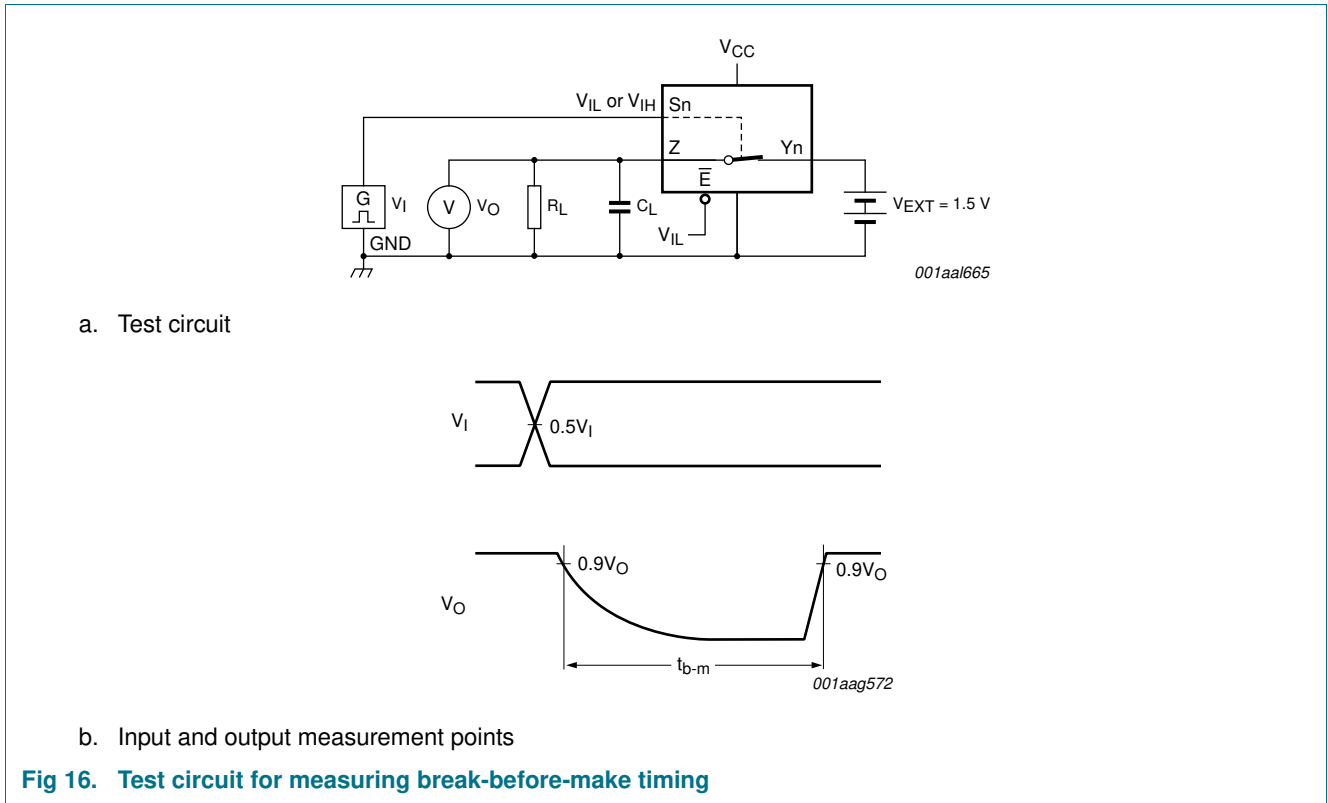 VCC
VIL or VIH Sn
Z Yn
E
G VI
V VO
RL
CL
VEXT = 1.5 V
VIL
GND
001aal665
a. Test circuit
VI
0.5VI
0.9VO
0.9VO
VO
tb-m
001aag572
b. Input and output measurement points
Fig 16. Test circuit for measuring break-before-make timing